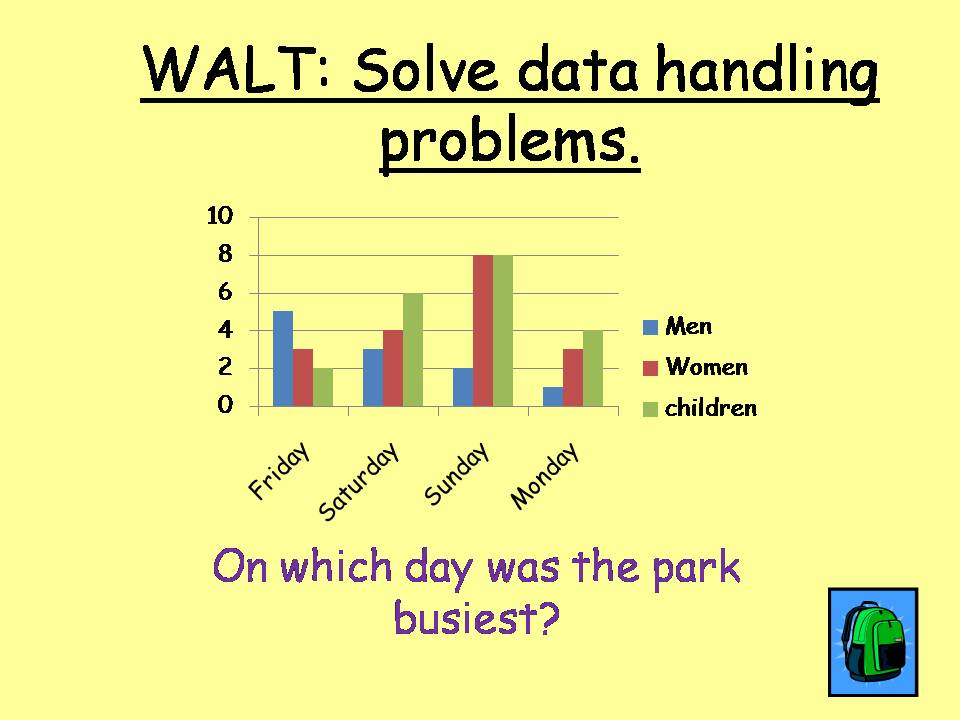 WALT: Solve data handling
problems.
10
8
6
4
2
0
Men
Women
children
Friday
Saturday
Sunday
Monday
On which day was the park
busiest?